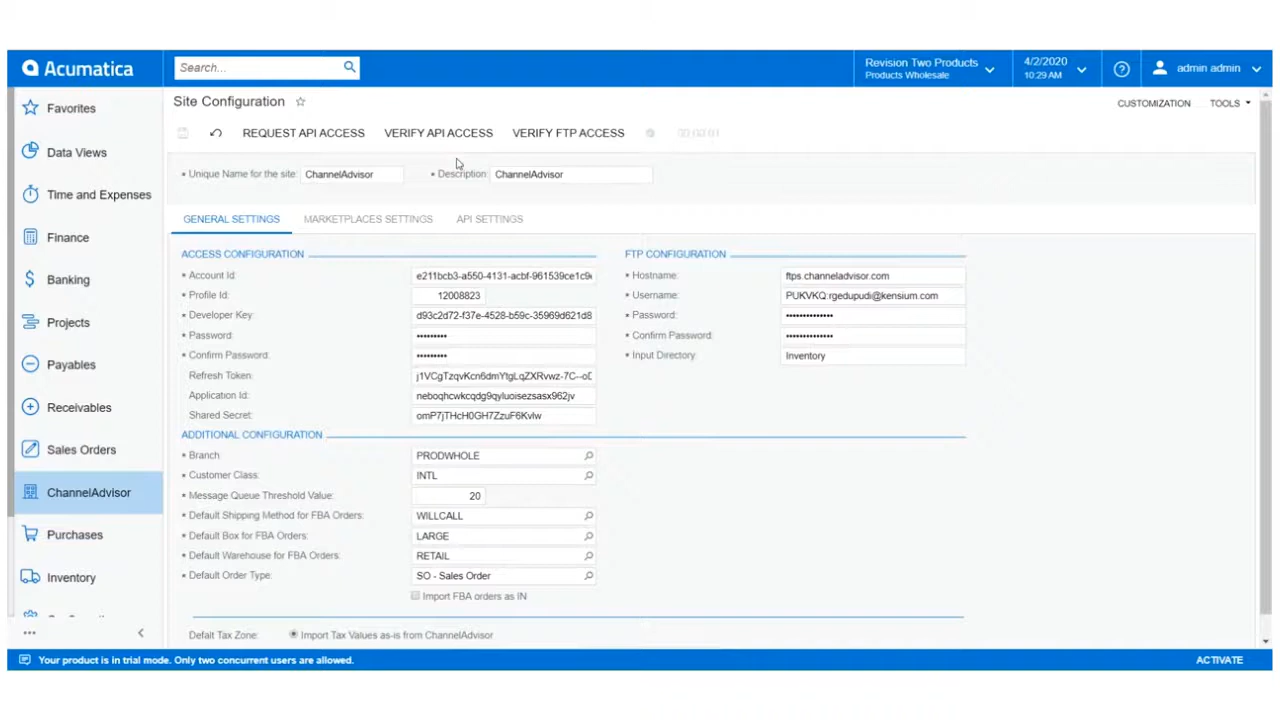 Acumatica
Search...
Revision Two Products
Products Wholesale
4/2/2020
10:29 AM
admin admin
Favorites
Data Views
Time and Expenses
Finance
Banking
Projects
Payables
Receivables
Sales Orders
ChannelAdvisor
Purchases
Inventory
Site Configuration
CUSTOMIZATION TOOLS
REQUEST API ACCESS VERIFY API ACCESS VERIFY FTP ACCESS 00:00:01
Unique Name for the site: ChannelAdvisor Description: ChannelAdvisor
GENERAL SETTINGS MARKETPLACES SETTINGS API SETTINGS
ACCESS CONFIGURATION
Account Id: e211bcb3-a550-4131-acbf-961539ce1c9
Profile Id: 12008823
Developer Key: d93c2d72-f37e-4528-b59c-35969d621d8
Password: •••••••••
Confirm Password: •••••••••
Refresh Token: j1VCgTzqvKcn6dmYtgLqZXRvwz-7C--oD
Application Id: neboqhcwkcqdg9qyluoisezsasx962jv
Shared Secret: omP7jTHcH0GH7ZzuF6Kvlw
FTP CONFIGURATION
Hostname: ftps.channeladvisor.com
Username: PUKVKQ:rgedupudi@kensium.com
Password: ••••••••••••••
Confirm Password: ••••••••••••••
Input Directory: Inventory
ADDITIONAL CONFIGURATION
Branch PRODWHOLE
Customer Class: INTL
Message Queue Threshold Value: 20
Default Shipping Method for FBA Orders: WILLCALL
Default Box for FBA Orders: LARGE
Default Warehouse for FBA Orders: RETAIL
Default Order Type: SO - Sales Order
Import FBA orders as IN
Defalt Tax Zone: Import Tax Values as-is from ChannelAdvisor
Your product is in trial mode. Only two concurrent users are allowed. ACTIVATE